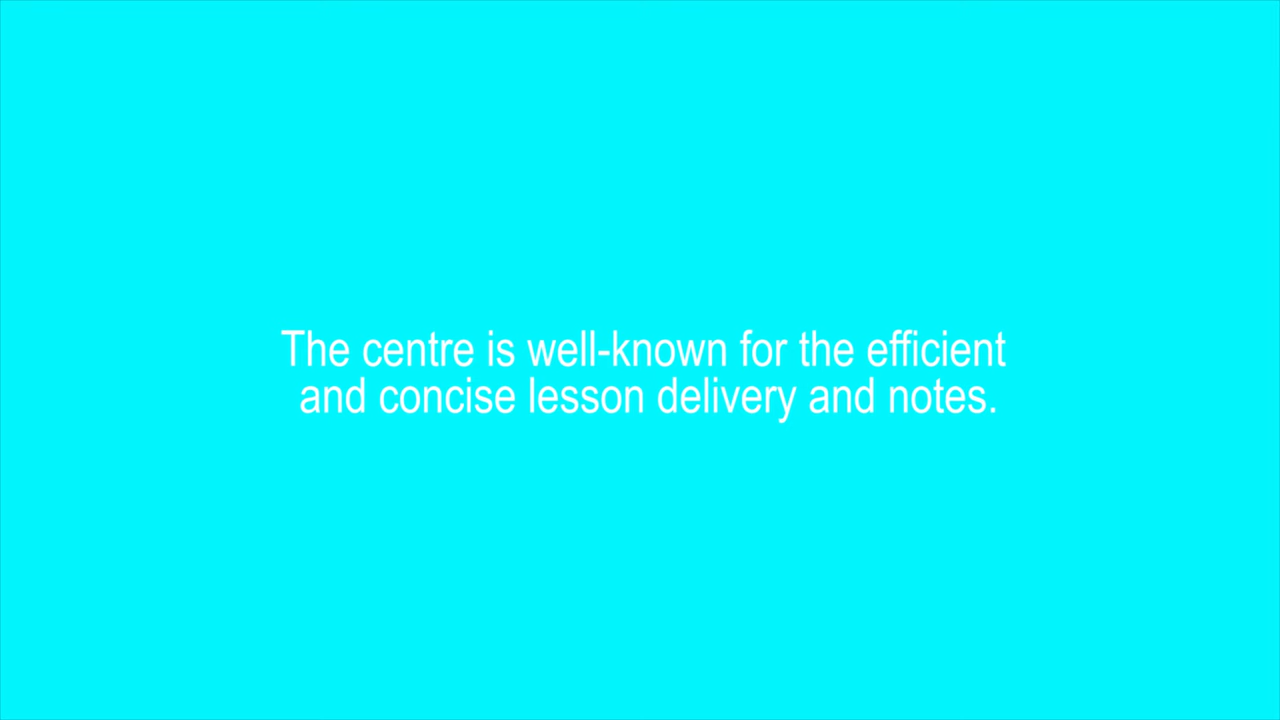 The centre is well-known for the efficient
and concise lesson delivery and notes.